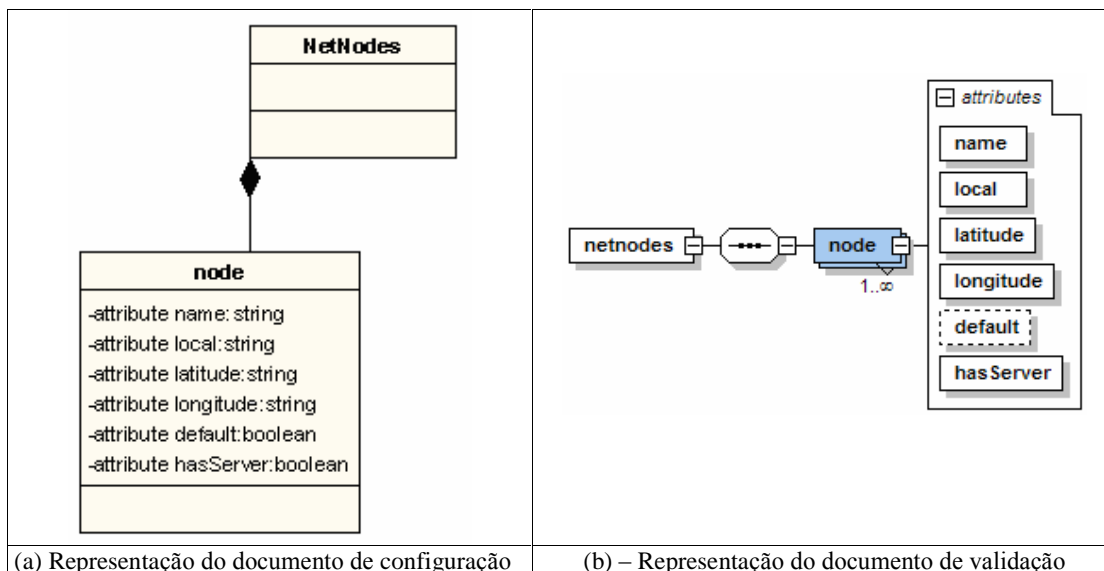 NetNodes
node
-attribute name: string
-attribute local:string
-attribute latitude:string
-attribute longitude:string
-attribute default:boolean
-attribute hasServer:boolean
(a) Representação do documento de configuração
netnodes
node
1..∞
attributes
name
local
latitude
longitude
default
hasServer
(b) – Representação do documento de validação